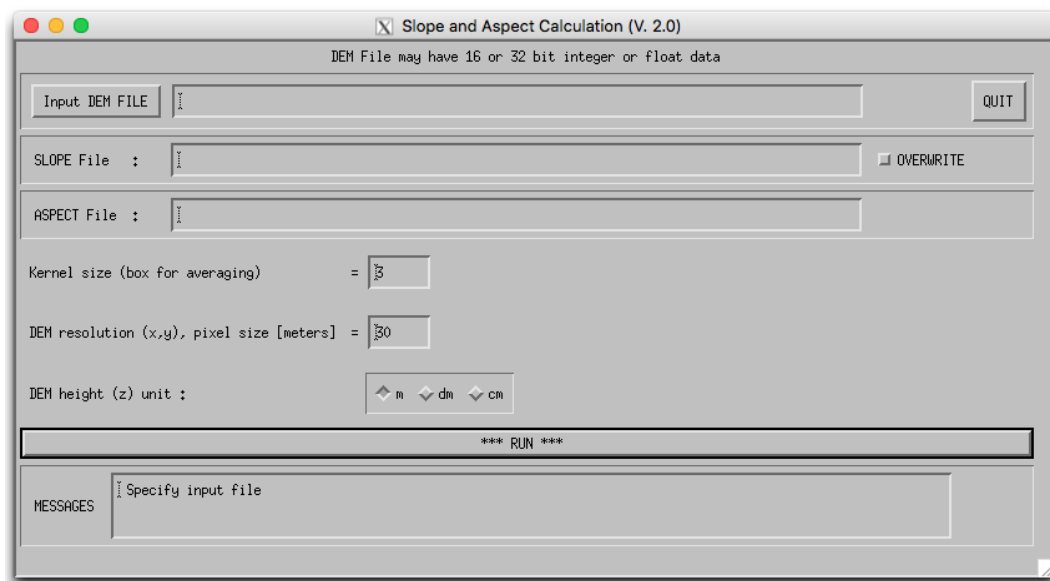 Slope and Aspect Calculation (V. 2.0)
DEM File may have 16 or 32 bit integer or float data
Input DEM FILE QUIT
SLOPE File : OVERWRITE
ASPECT File :
Kernel size (box for averaging) = 3
DEM resolution (x,y), pixel size [meters] = 30
DEM height (z) unit : m dm cm
*** RUN ***
MESSAGES Specify input file